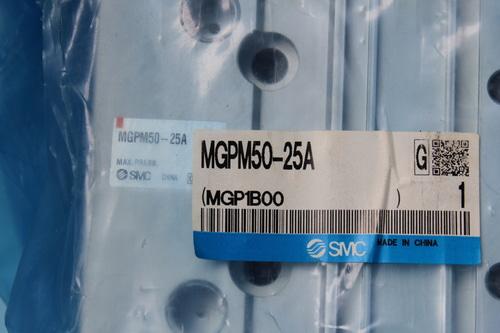 MGPM50-25A
MAX.PRESS.
SMC CHINA
MGPM50-25A
G
(MGP1B00 )
1
SMC MADE IN CHINA